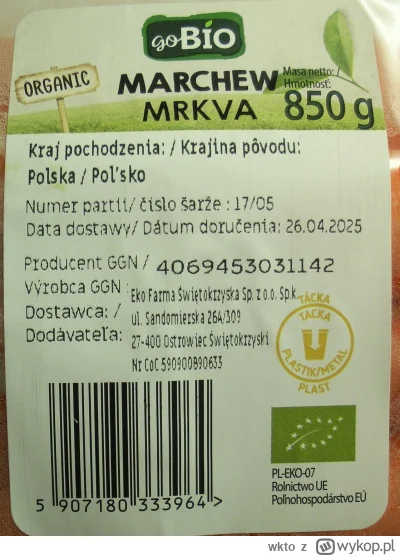 goBIO
ORGANIC
MARCHEW
MRKVA
Masa netto: /
Hmotnosť:
850 g
Kraj pochodzenia: / Krajina pôvodu:
Polska / Poľsko
Numer partii/ číslo šarže : 17/05
Data dostawy/ Dátum doručenia: 26.04.2025
Producent GGN / 4069453031142
Výrobca GGN :
Dostawca: /
Dodávateľa:
Eko Farma Świętokrzyska Sp. z o.o. Sp.k.
ul. Sandomierska 26A/309
27-400 Ostrowiec Świętokrzyski
Nr CoC 590900B90633
TÁCKA
TACKA
PLASTIK/METAL
PLAST
5 907180 333964 >
PL-EKO-07
Rolnictwo UE
Poľnohospodárstvo EÚ
wkto z wykop.pl